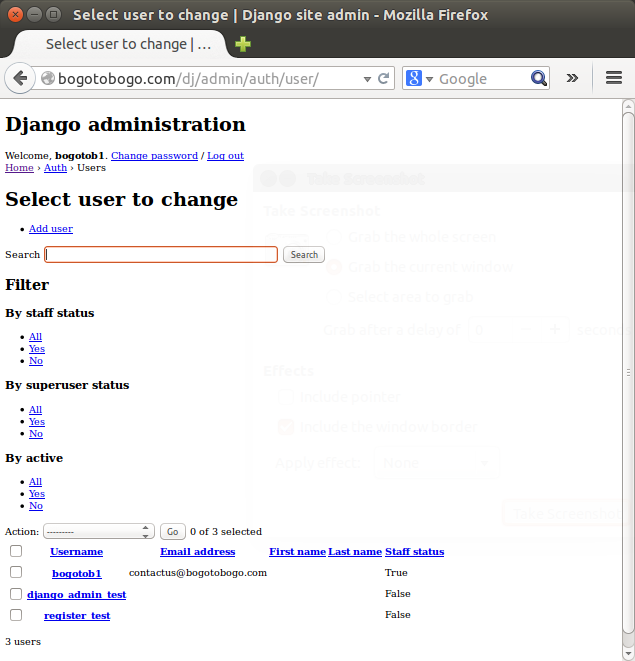 Select user to change | Django site admin - Mozilla Firefox
Select user to change | ...
bogotobogo.com/dj/admin/auth/user/
Google
Django administration
Welcome, bogotob1. Change password / Log out
Home › Auth › Users
Take Screenshot
Select user to change
Take Screenshot
Add user
Grab the whole screen
Search Search
Grab the current window
Filter
Select area to grab
By staff status
Grab after a delay of 0 second
All
Yes
No
Effects
By superuser status
Include pointer
All
Yes
Include the window border
No
By active
Apply effect: None
All
Yes
No
Take Screenshot
Action: --------- Go 0 of 3 selected
Username Email address First name Last name Staff status
bogotob1 contactus@bogotobogo.com True
django_admin_test False
register_test False
3 users